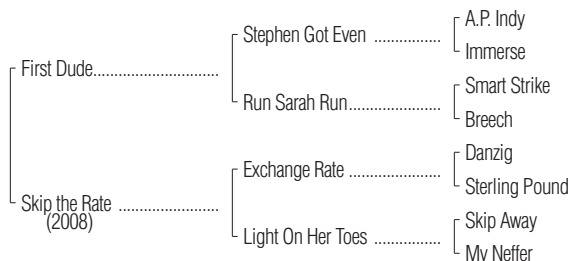 A.P. Indy
Stephen Got Even ..................
Immerse
First Dude............................
Smart Strike
Run Sarah Run.....................
Breech
Danzig
Exchange Rate .....................
Sterling Pound
Skip the Rate ......................
(2008)
Skip Away
Light On Her Toes ................
My Neffer